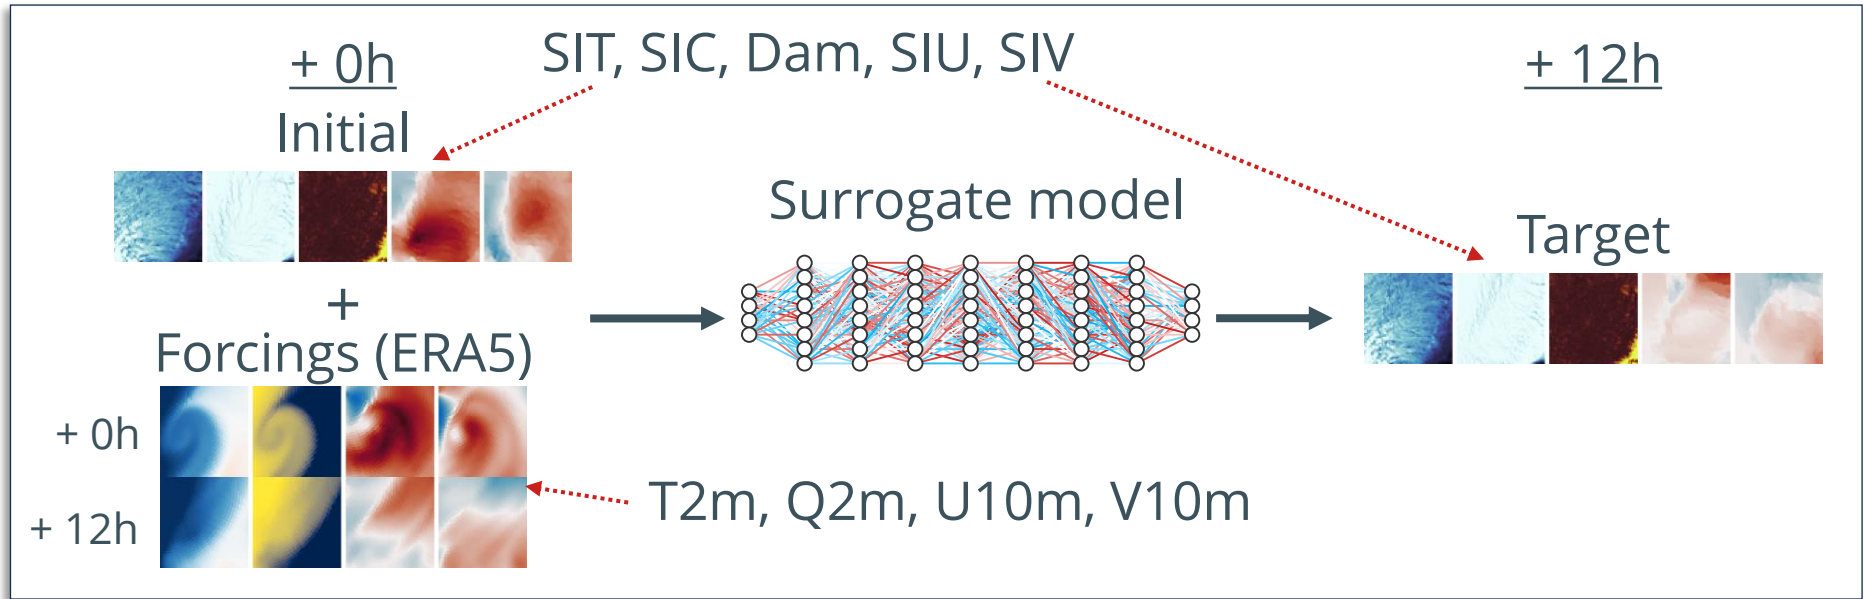 + 0h
Initial
SIT, SIC, Dam, SIU, SIV
+ 12h
Surrogate model
Target
+
Forcings (ERA5)
+ 0h
+ 12h
T2m, Q2m, U10m, V10m